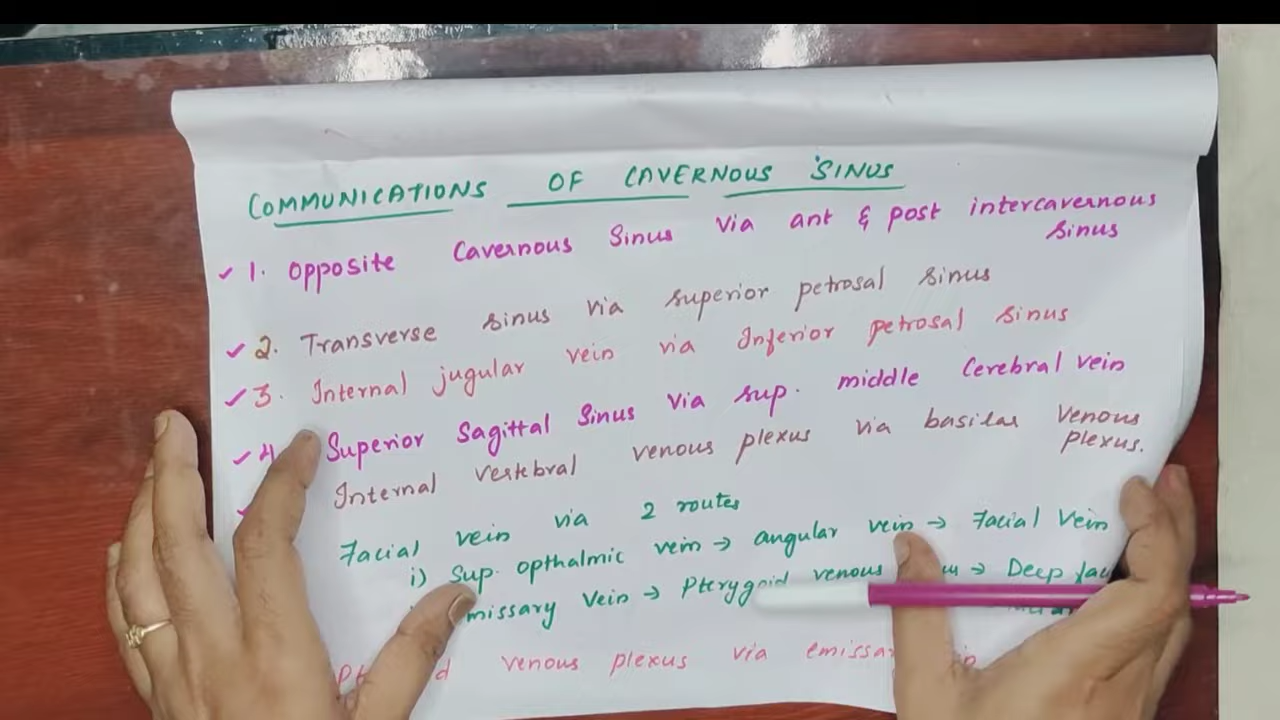 COMMUNICATIONS OF CAVERNOUS SINUS
1. Opposite Cavernous Sinus via ant & post intercavernous
sinus
2. Transverse sinus via superior petrosal sinus
3. Internal jugular vein via Inferior petrosal sinus
4. Superior Sagittal Sinus via sup. middle Cerebral vein
Internal vertebral venous plexus via basilar venous
plexus.
Facial vein via 2 routes
i) Sup. opthalmic vein → angular vein → Facial Vein
missary Vein → Pterygoid venous → Deep
venous plexus via